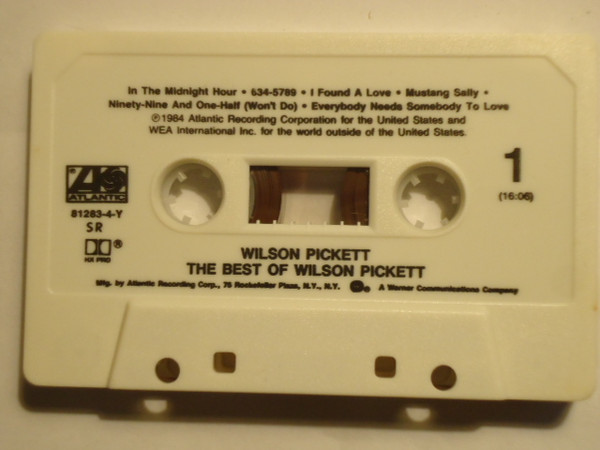 In The Midnight Hour • 634-5789 • I Found A Love • Mustang Sally •
Ninety-Nine And One-Half (Won't Do) • Everybody Needs Somebody To Love
℗1984 Atlantic Recording Corporation for the United States and
WEA International Inc. for the world outside of the United States.
ATLANTIC
81283-4-Y
SR
HX PRO
1
(16:06)
WILSON PICKETT
THE BEST OF WILSON PICKETT
Mfg. by Atlantic Recording Corp., 75 Rockefeller Plaza, N.Y., N.Y. A Warner Communications Company